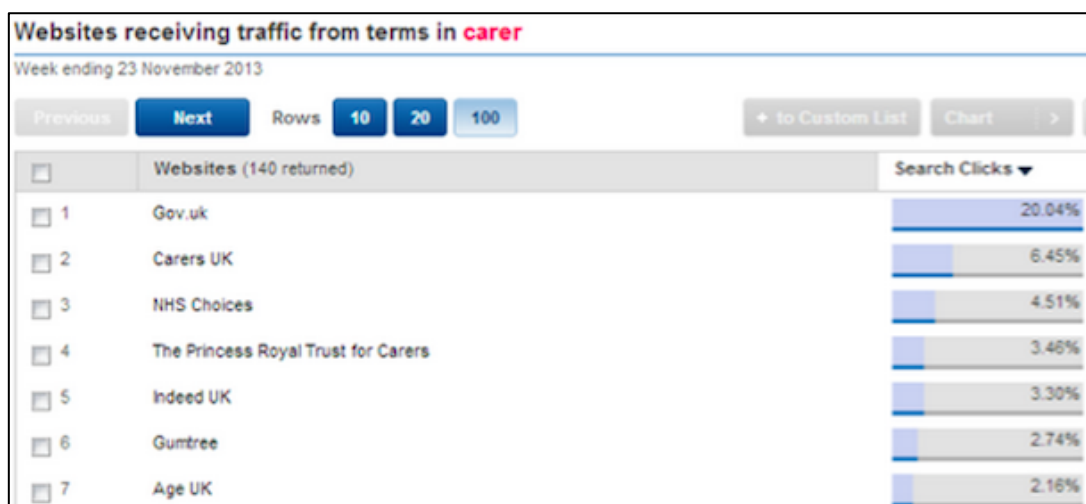 Websites receiving traffic from terms in carer
Week ending 23 November 2013
Previous Next Rows 10 20 100 + to Custom List Chart >
Websites (140 returned) Search Clicks
1 Gov.uk 20.04%
2 Carers UK 6.45%
3 NHS Choices 4.51%
4 The Princess Royal Trust for Carers 3.46%
5 Indeed UK 3.30%
6 Gumtree 2.74%
7 Age UK 2.16%